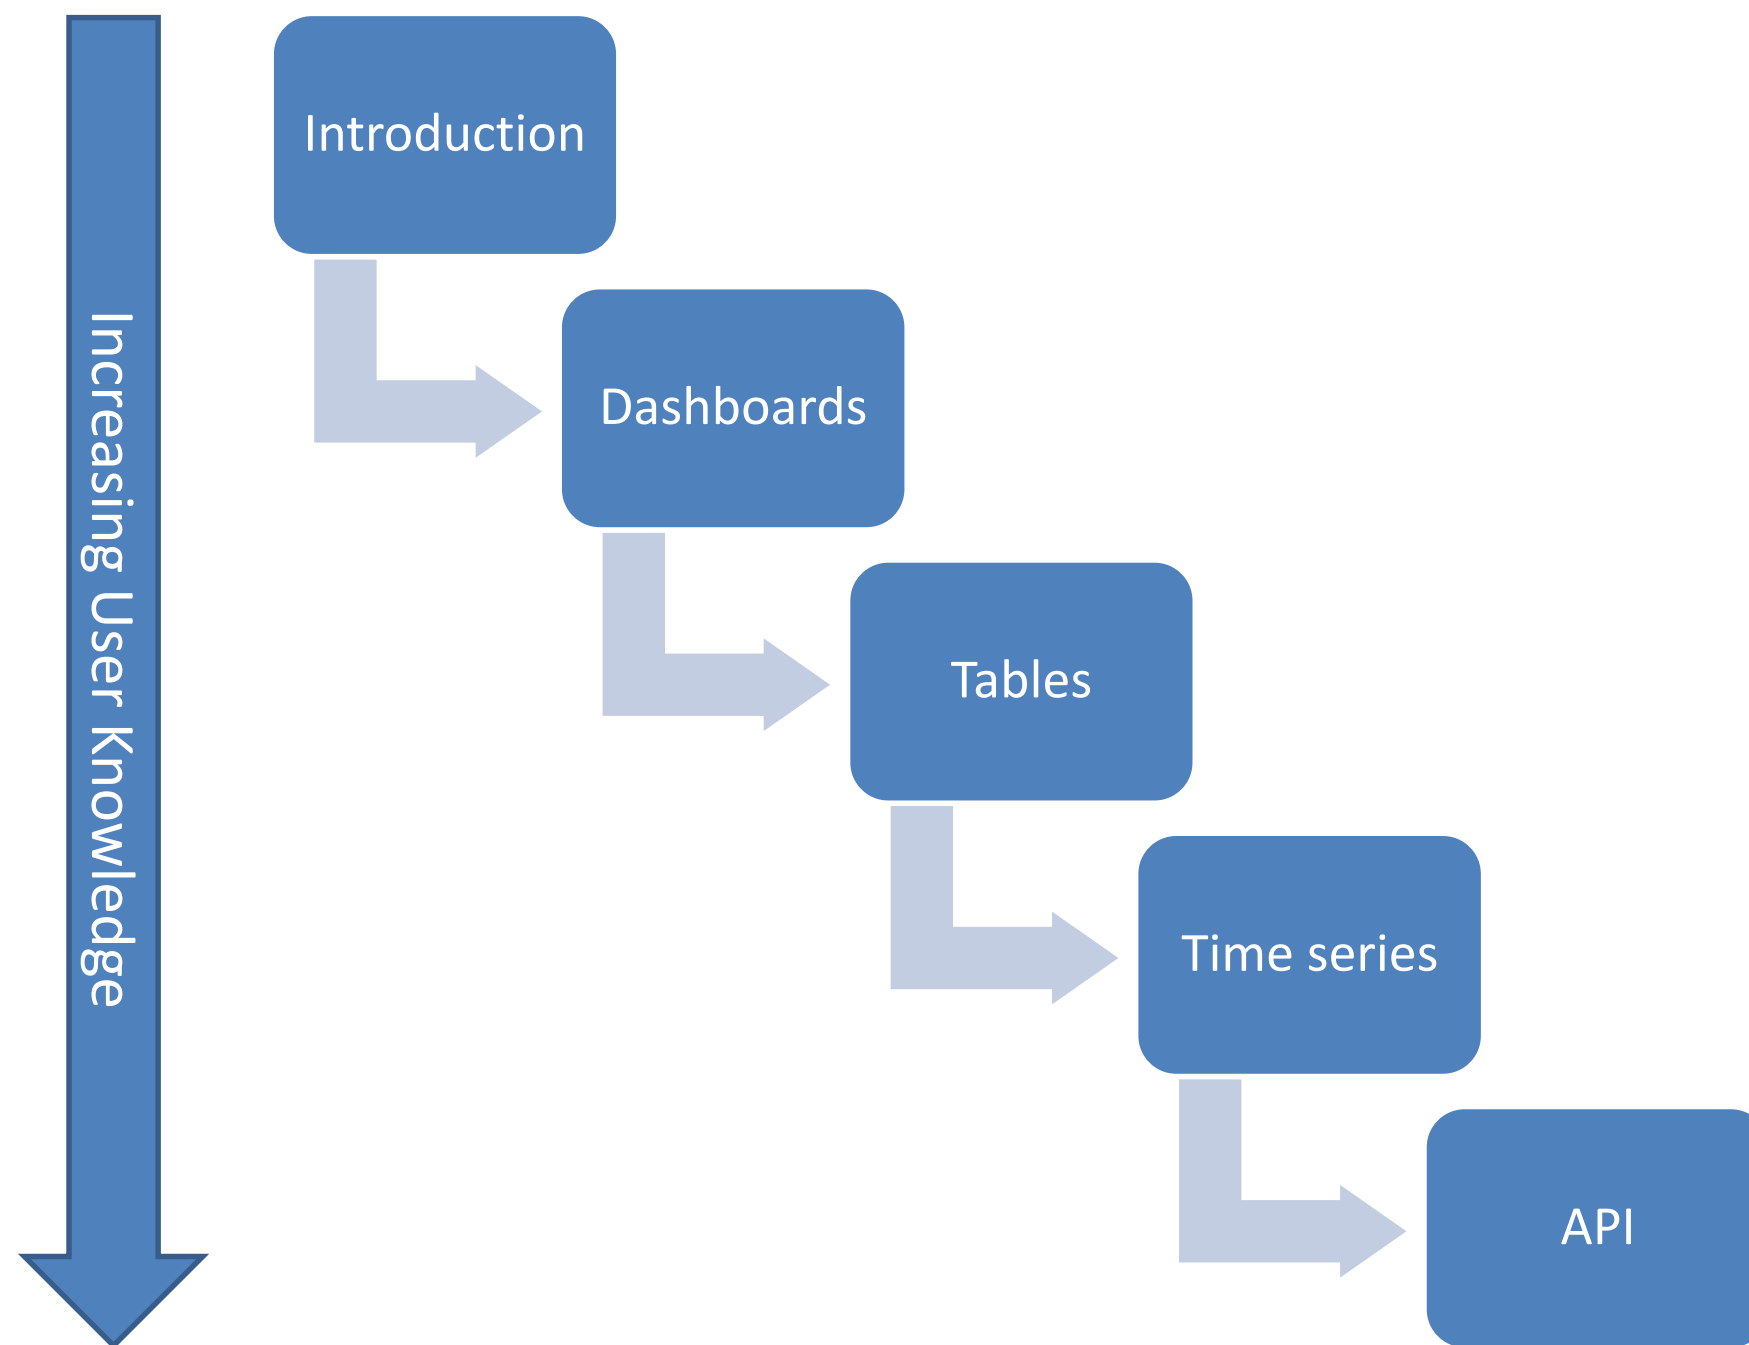 Introduction
Dashboards
Tables
Time series
API
Increasing User Knowledge